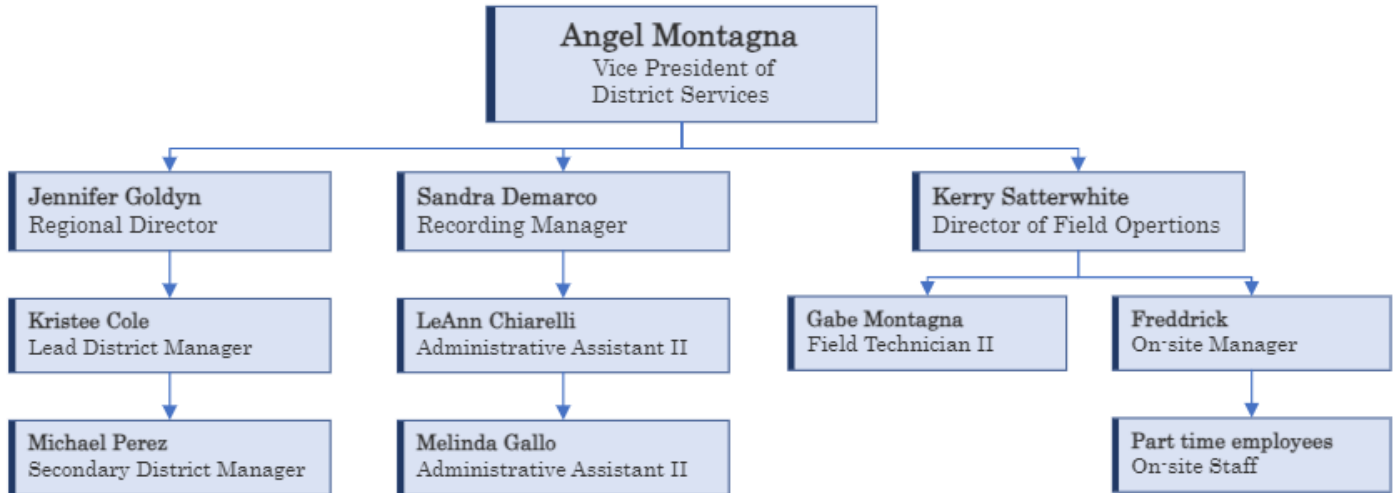 Angel Montagna
Vice President of
District Services
Jennifer Goldyn
Regional Director
Sandra Demarco
Recording Manager
Kerry Satterwhite
Director of Field Opertions
Kristee Cole
Lead District Manager
LeAnn Chiarelli
Administrative Assistant II
Gabe Montagna
Field Technician II
Freddrick
On-site Manager
Michael Perez
Secondary District Manager
Melinda Gallo
Administrative Assistant II
Part time employees
On-site Staff